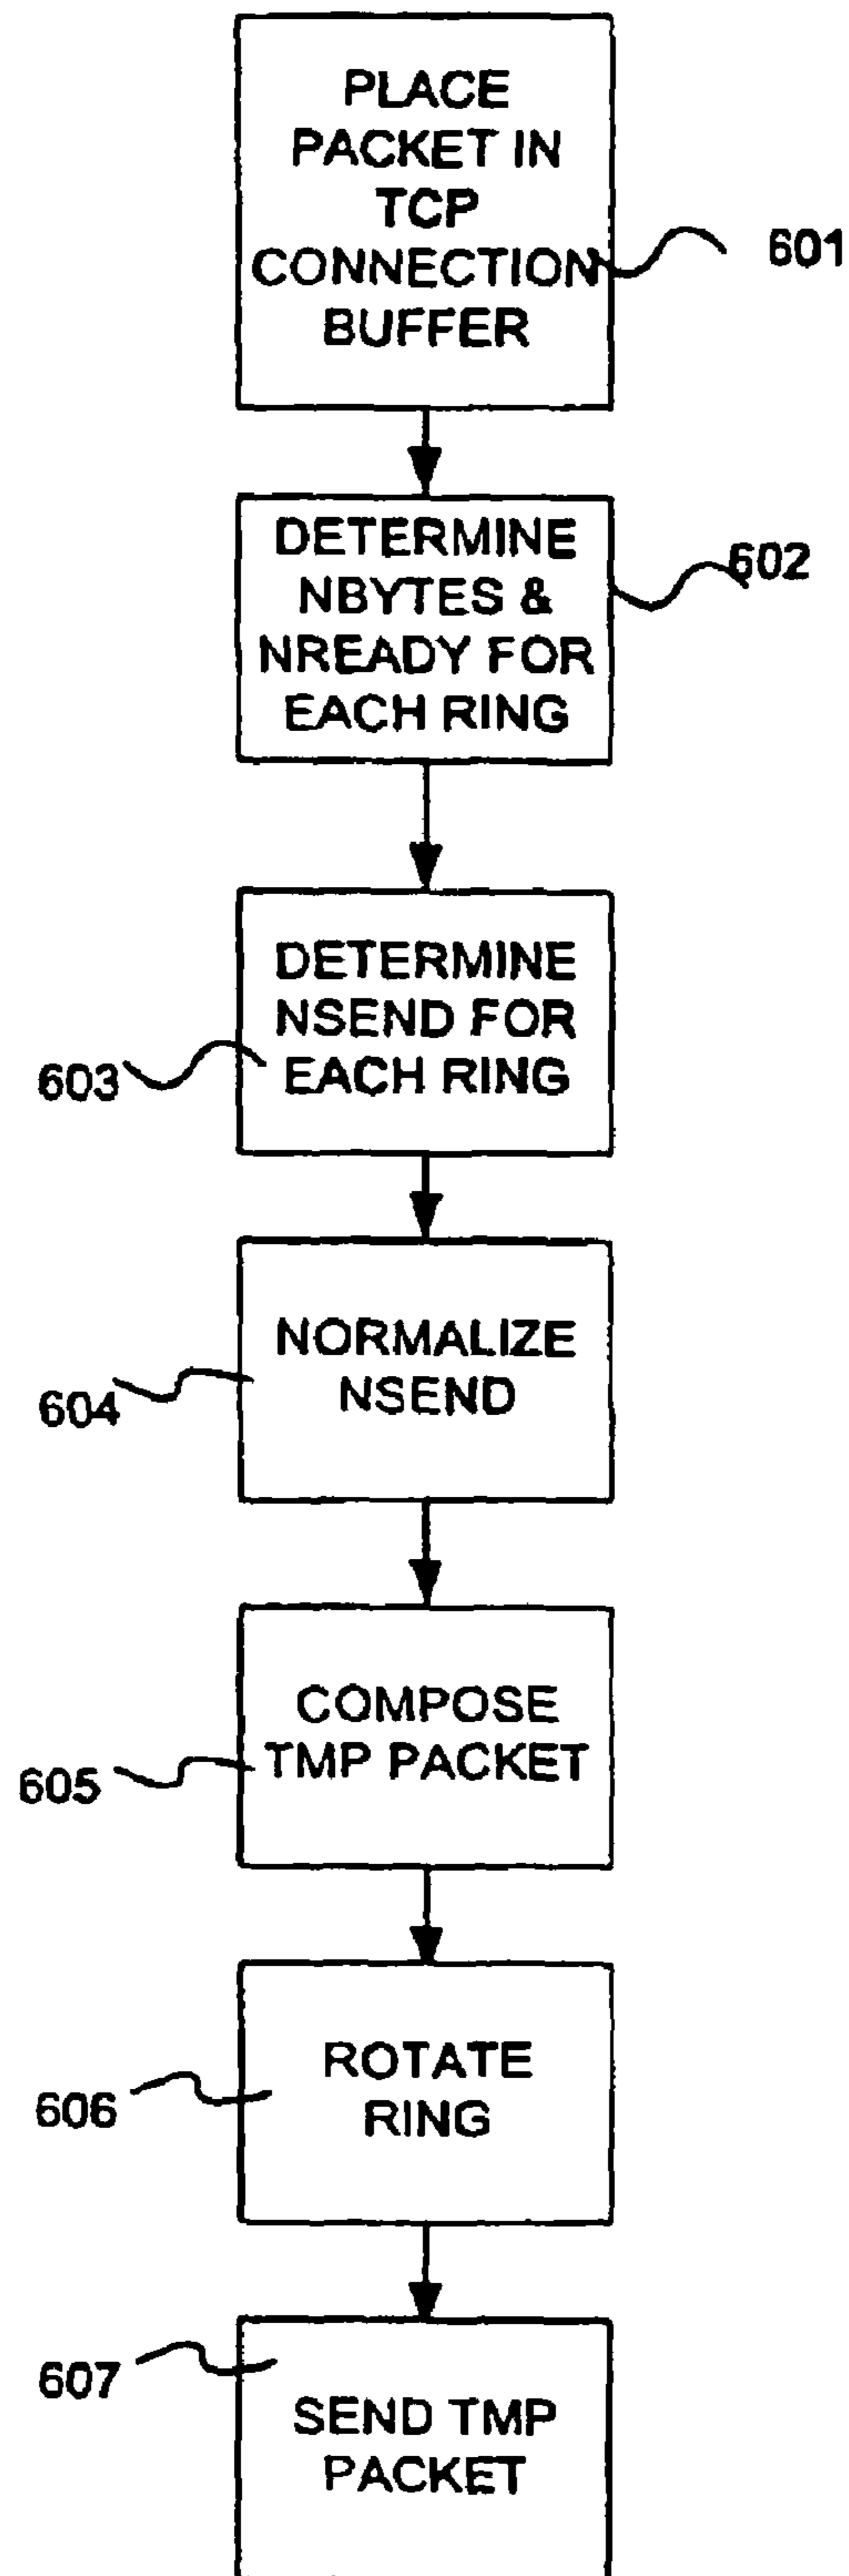 PLACE
PACKET IN
TCP
CONNECTION
BUFFER
601
DETERMINE
NBYTES &
NREADY FOR
EACH RING
602
DETERMINE
NSEND FOR
EACH RING
603
NORMALIZE
NSEND
604
COMPOSE
TMP PACKET
605
ROTATE
RING
606
607
SEND TMP
PACKET